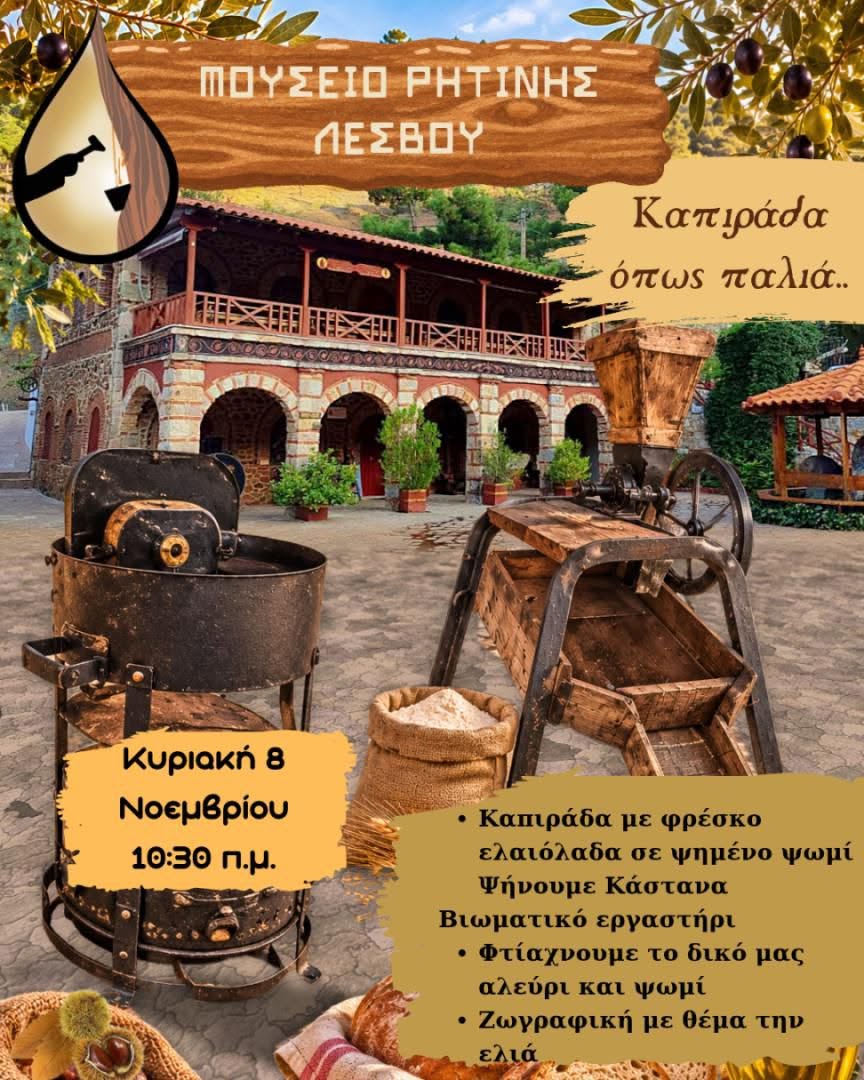 ΜΟΥΣΕΙΟ ΡΗΤΙΝΗΣ
ΛΕΣΒΟΥ
Καπιράδα
όπως παλιά..
Κυριακή 8
Νοεμβρίου
10:30 π.μ.
• Καπιράδα με φρέσκο
ελαιόλαδα σε ψημένο ψωμί
Ψήνουμε Κάστανα
Βιωματικό εργαστήρι
• Φτίαχνουμε το δικό μας
αλεύρι και ψωμί
• Ζωγραφική με θέμα την
ελιά